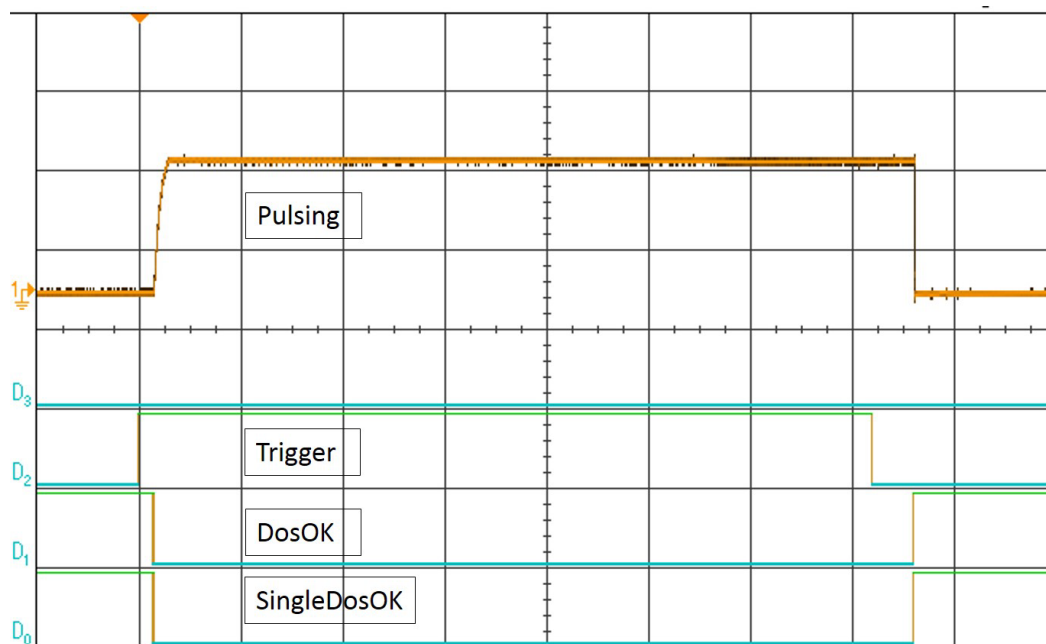 Pulsing
1
D3
Trigger
D2
DosOK
D1
SingleDosOK
D0